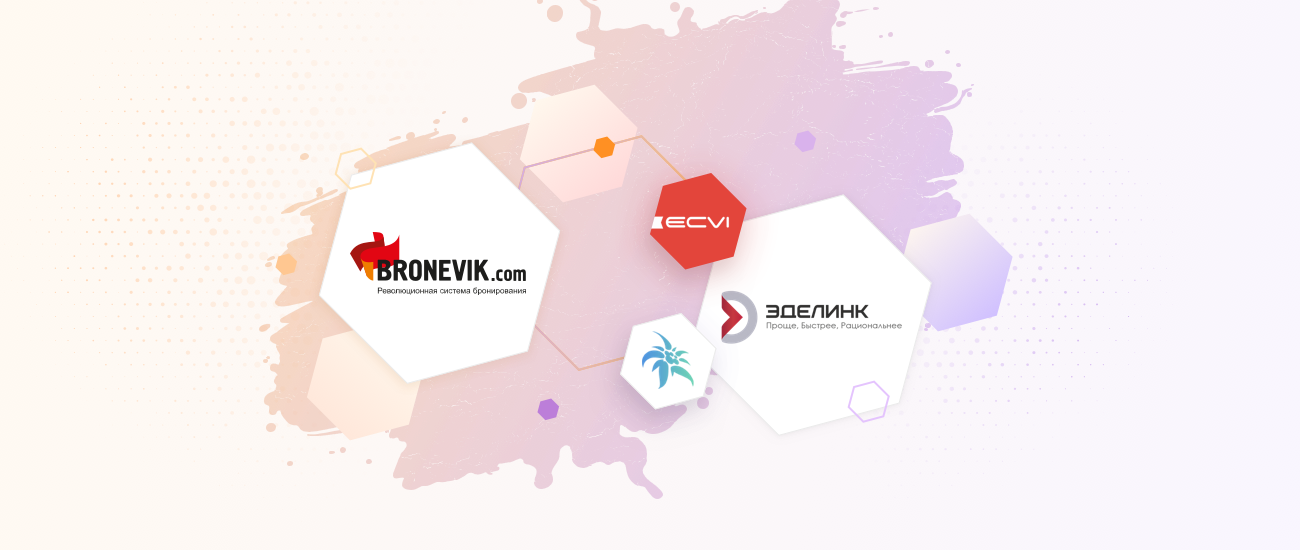 BRONEVIK.com
Революционная система бронирования
ECVI
ЭДЕЛИНК
Проще, Быстрее, Рациональнее